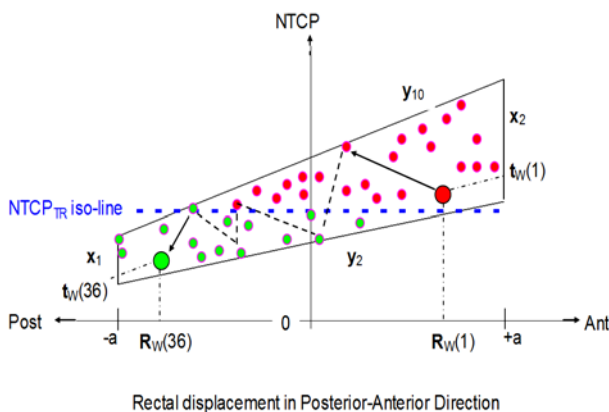 NTCP
y10
x2
tW(1)
NTCPTR iso-line
x1
y2
tW(36)
Post
0
Ant
-a
RW(36)
RW(1)
+a
Rectal displacement in Posterior-Anterior Direction